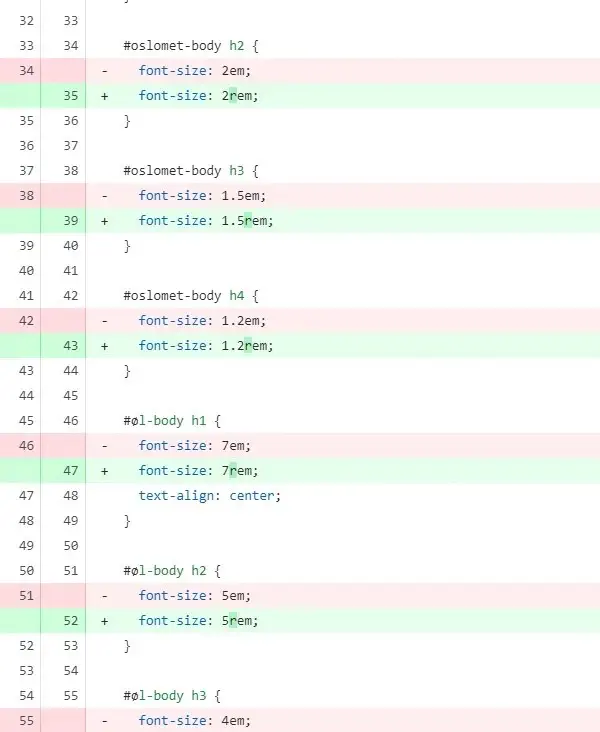 32 33
33 34 #oslomet-body h2 {
34 - font-size: 2em;
35 + font-size: 2rem;
35 36 }
36 37
37 38 #oslomet-body h3 {
38 - font-size: 1.5em;
39 + font-size: 1.5rem;
39 40 }
40 41
41 42 #oslomet-body h4 {
42 - font-size: 1.2em;
43 + font-size: 1.2rem;
43 44 }
44 45
45 46 #øl-body h1 {
46 - font-size: 7em;
47 + font-size: 7rem;
47 48 text-align: center;
48 49 }
49 50
50 51 #øl-body h2 {
51 - font-size: 5em;
52 + font-size: 5rem;
52 53 }
53 54
54 55 #øl-body h3 {
55 - font-size: 4em;